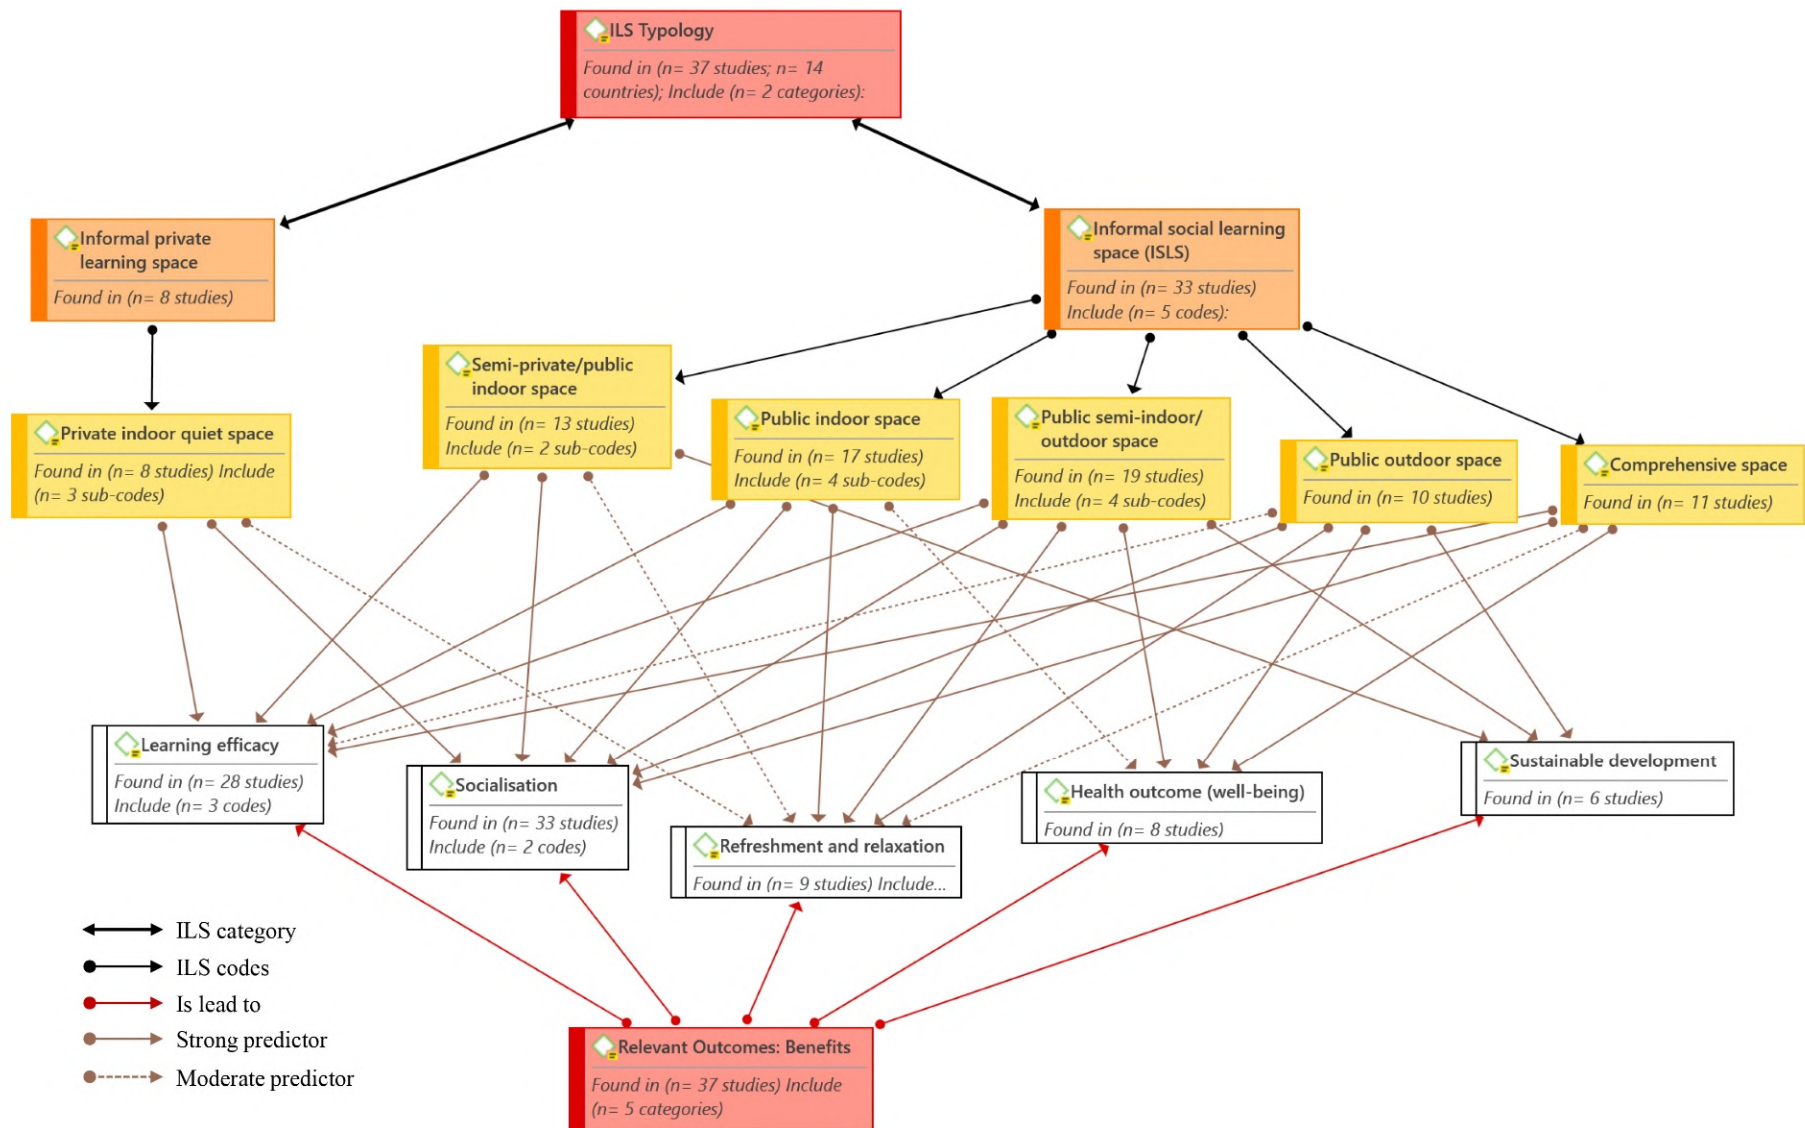 ILS Typology
Found in (n= 37 studies; n= 14
countries); Include (n= 2 categories):
Informal private
learning space
Found in (n= 8 studies)
Informal social learning
space (ISLS)
Found in (n= 33 studies)
Include (n= 5 codes):
Private indoor quiet space
Found in (n= 8 studies) Include
(n= 3 sub-codes)
Semi-private/public
indoor space
Found in (n= 13 studies)
Include (n= 2 sub-codes)
Public indoor space
Found in (n= 17 studies)
Include (n= 4 sub-codes)
Public semi-indoor/
outdoor space
Found in (n= 19 studies)
Include (n= 4 sub-codes)
Public outdoor space
Found in (n= 10 studies)
Comprehensive space
Found in (n= 11 studies)
Learning efficacy
Found in (n= 28 studies)
Include (n= 3 codes)
Socialisation
Found in (n= 33 studies)
Include (n= 2 codes)
Refreshment and relaxation
Found in (n= 9 studies) Include...
Health outcome (well-being)
Found in (n= 8 studies)
Sustainable development
Found in (n= 6 studies)
ILS category
ILS codes
Is lead to
Strong predictor
Moderate predictor
Relevant Outcomes: Benefits
Found in (n= 37 studies) Include
(n= 5 categories)